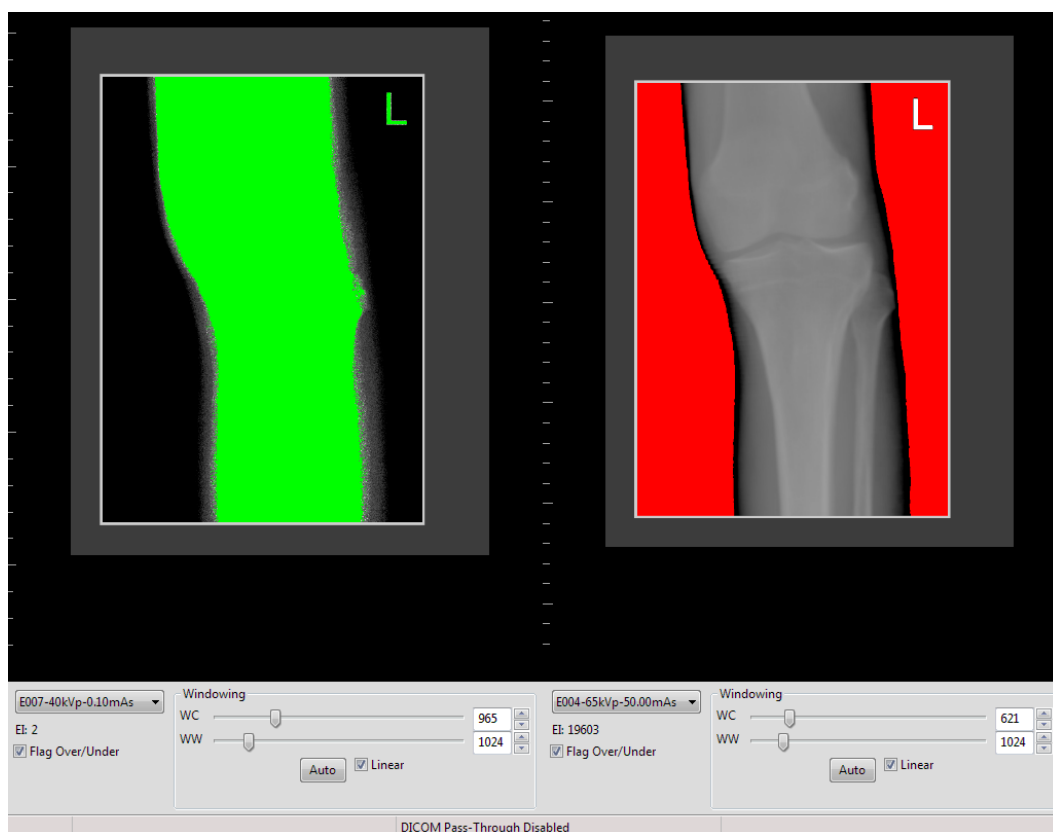 L
L
E007-40kVp-0.10mAs
EI: 2
Flag Over/Under
Windowing
WC
965
WW
1024
Auto
Linear
E004-65kVp-50.00mAs
EI: 19603
Flag Over/Under
Windowing
WC
621
WW
1024
Auto
Linear
DICOM Pass-Through Disabled